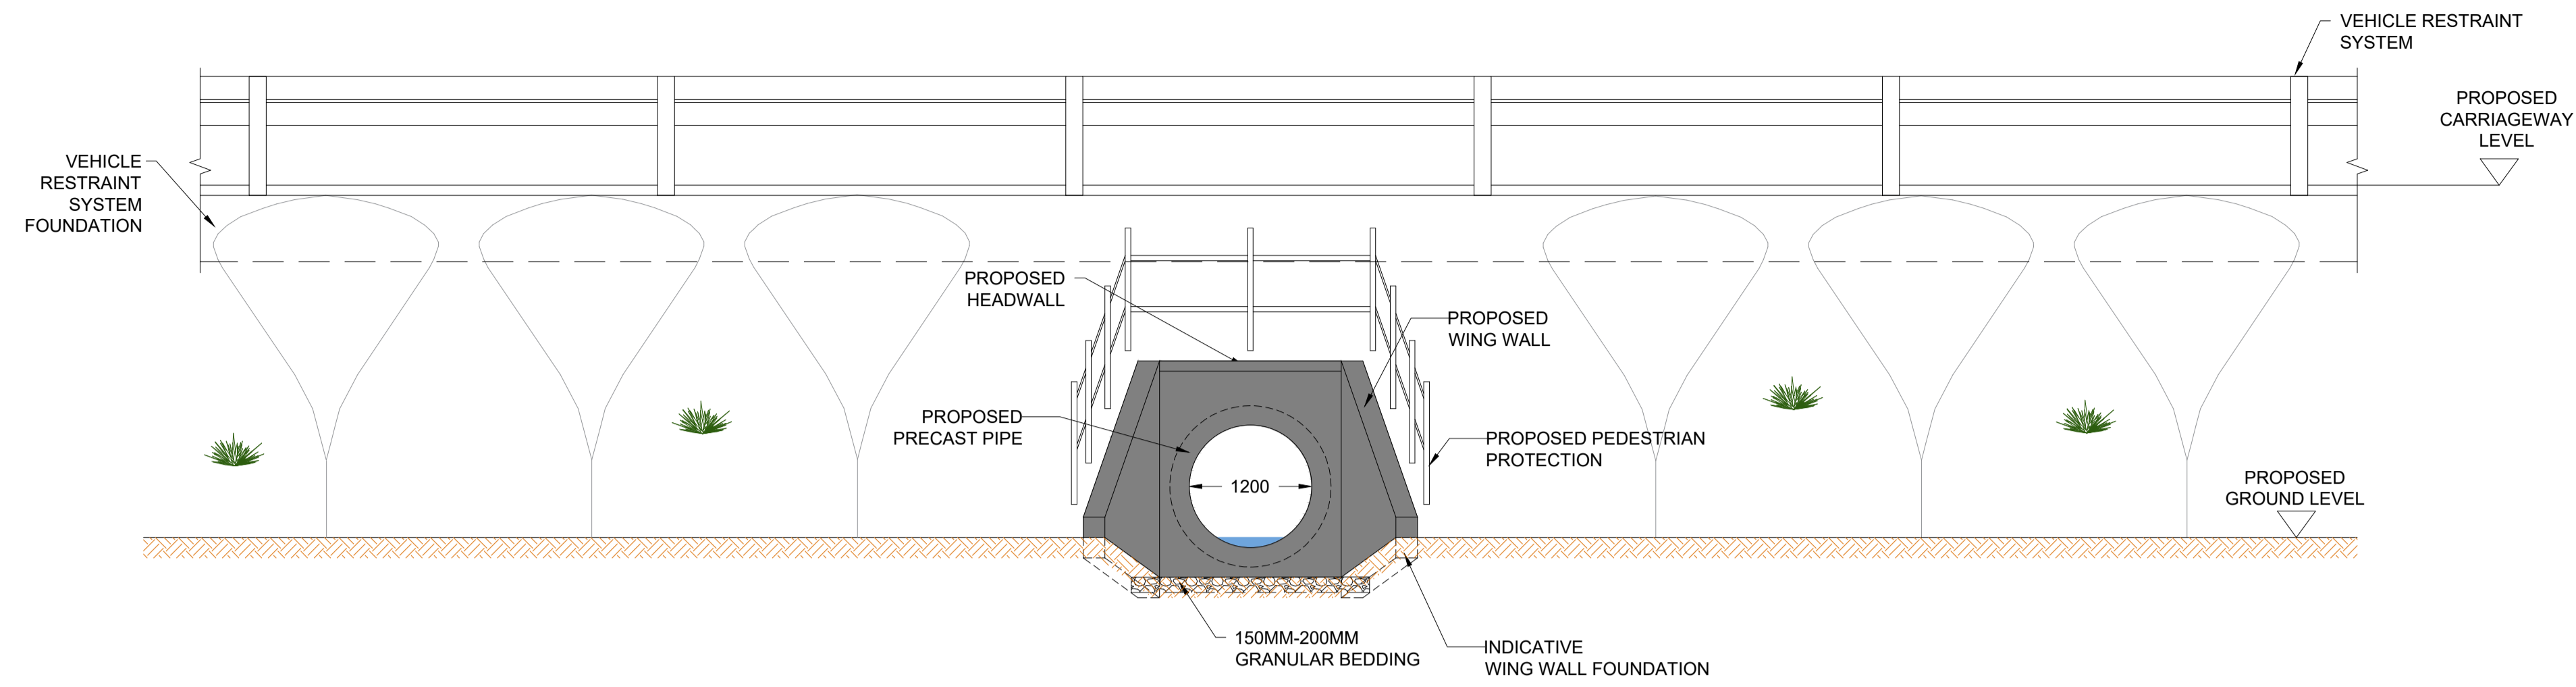 VEHICLE RESTRAINT
SYSTEM
PROPOSED
CARRIAGEWAY
LEVEL
VEHICLE
RESTRAINT
SYSTEM
FOUNDATION
PROPOSED
HEADWALL
PROPOSED
WING WALL
PROPOSED
PRECAST PIPE
PROPOSED PEDESTRIAN
PROTECTION
1200
PROPOSED
GROUND LEVEL
150MM-200MM
GRANULAR BEDDING
INDICATIVE
WING WALL FOUNDATION